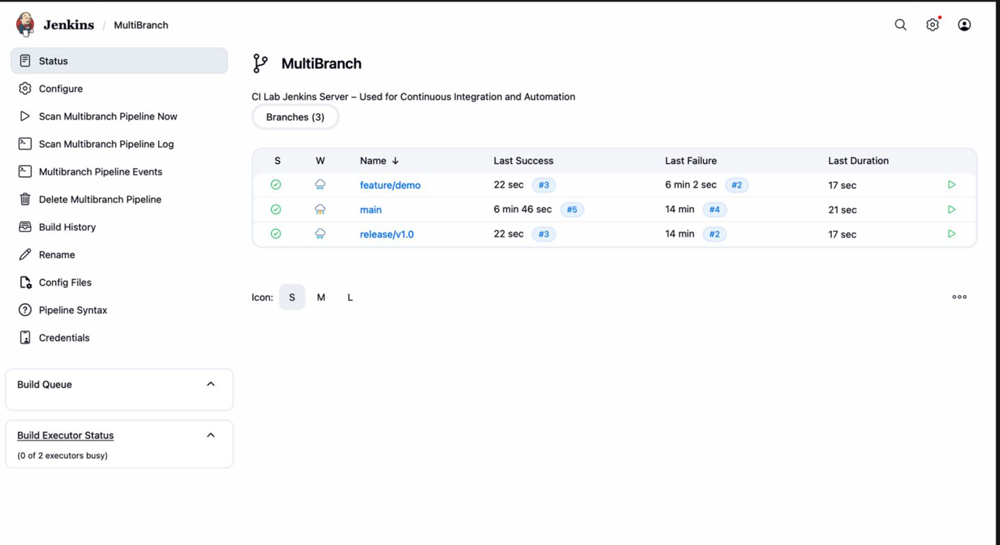 Jenkins / MultiBranch
Status
Configure
Scan Multibranch Pipeline Now
Scan Multibranch Pipeline Log
Multibranch Pipeline Events
Delete Multibranch Pipeline
Build History
Rename
Config Files
Pipeline Syntax
Credentials
Build Queue
Build Executor Status
(0 of 2 executors busy)
MultiBranch
CI Lab Jenkins Server – Used for Continuous Integration and Automation
Branches (3)
S W Name ↓ Last Success Last Failure Last Duration
feature/demo 22 sec #3 6 min 2 sec #2 17 sec
main 6 min 46 sec #5 14 min #4 21 sec
release/v1.0 22 sec #3 14 min #2 17 sec
Icon: S M L